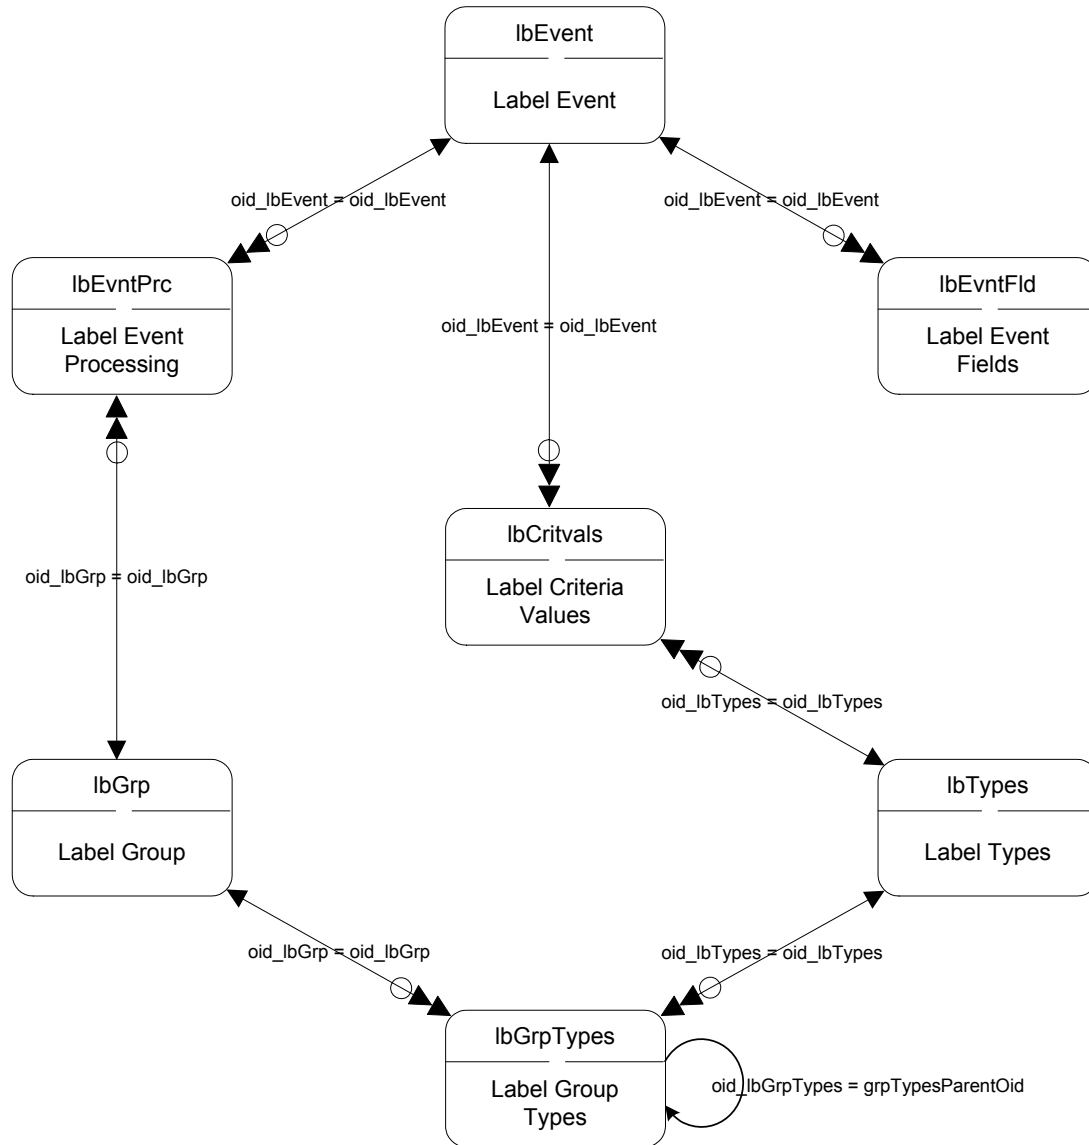 lbEvent
Label Event
oid_lbEvent = oid_lbEvent
oid_lbEvent = oid_lbEvent
lbEvntPrc
Label Event
Processing
lbEvntFld
Label Event
Fields
oid_lbEvent = oid_lbEvent
lbCritvals
Label Criteria
Values
oid_lbGrp = oid_lbGrp
oid_lbTypes = oid_lbTypes
lbGrp
Label Group
lbTypes
Label Types
oid_lbGrp = oid_lbGrp
oid_lbTypes = oid_lbTypes
lbGrpTypes
Label Group
Types
oid_lbGrpTypes = grpTypesParentOid